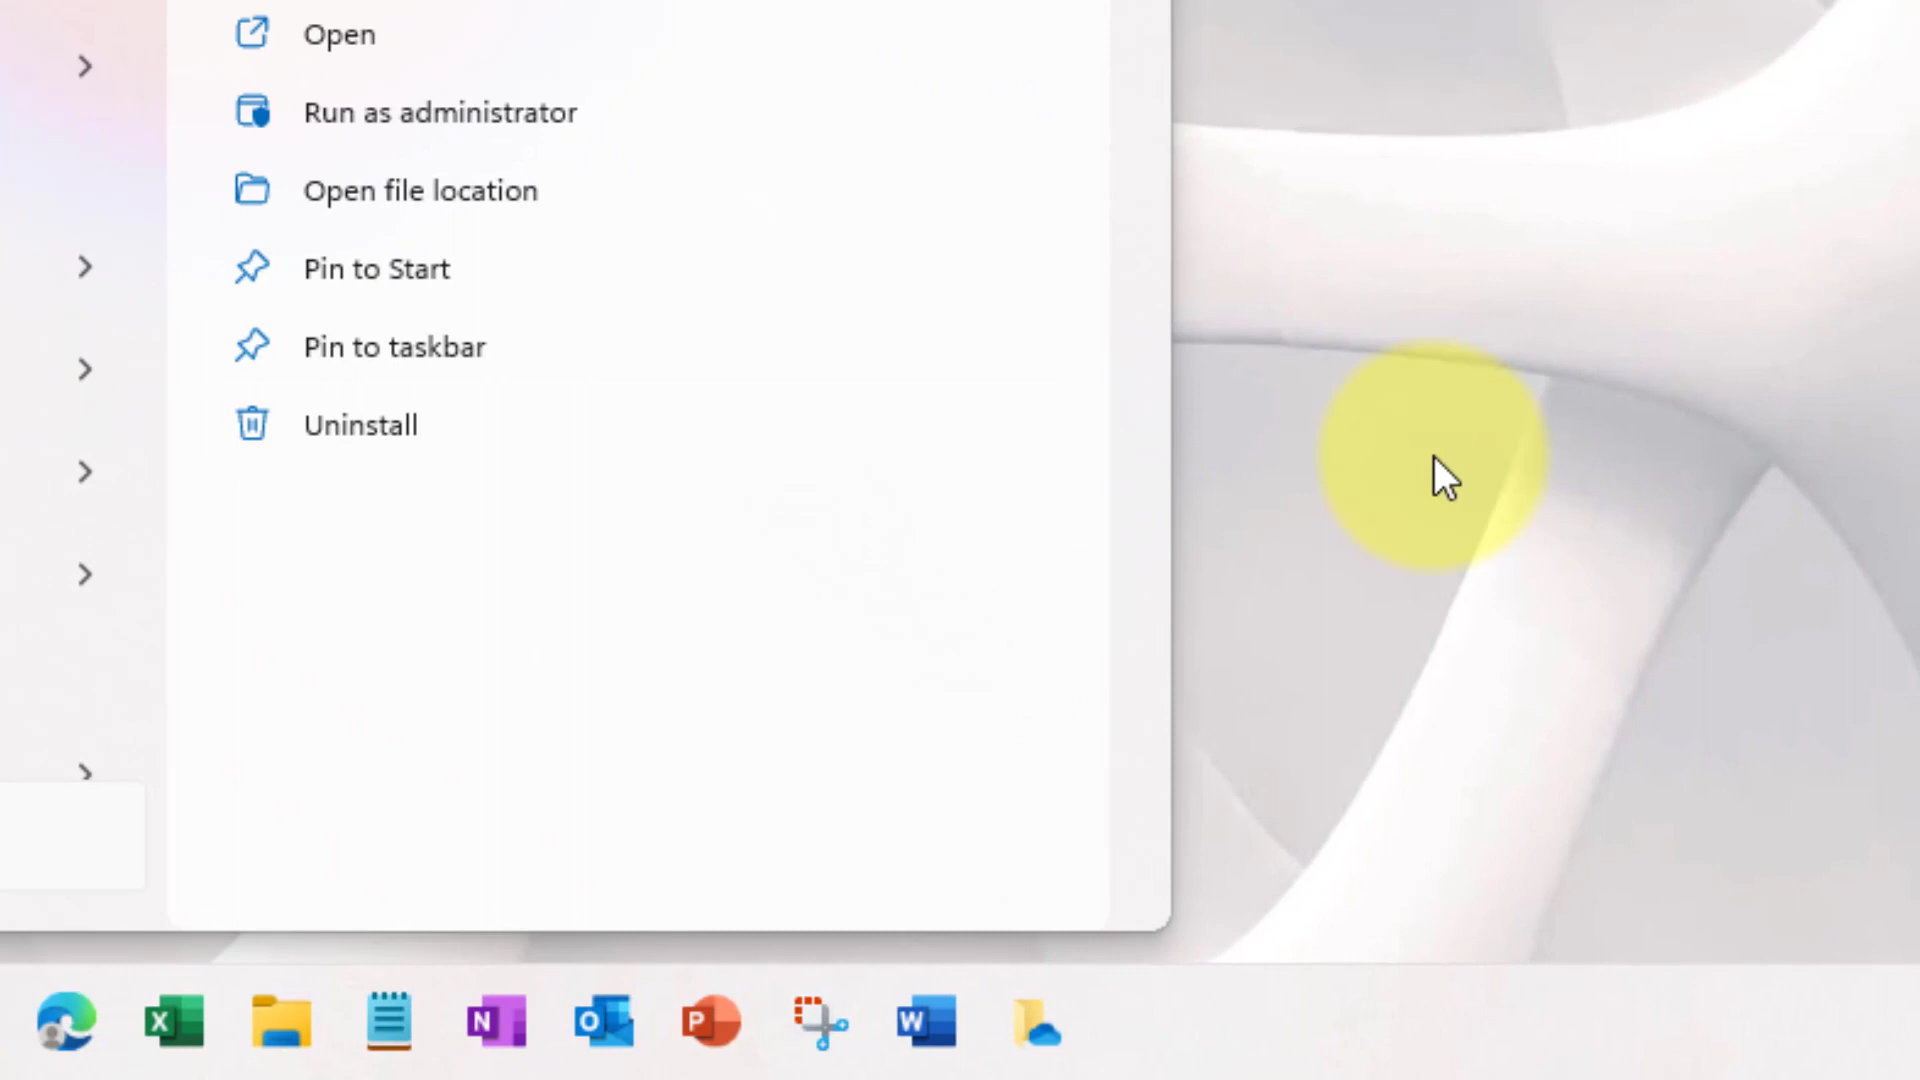 Open
Run as administrator
Open file location
Pin to Start
Pin to taskbar
Uninstall
X
N
O
P
W